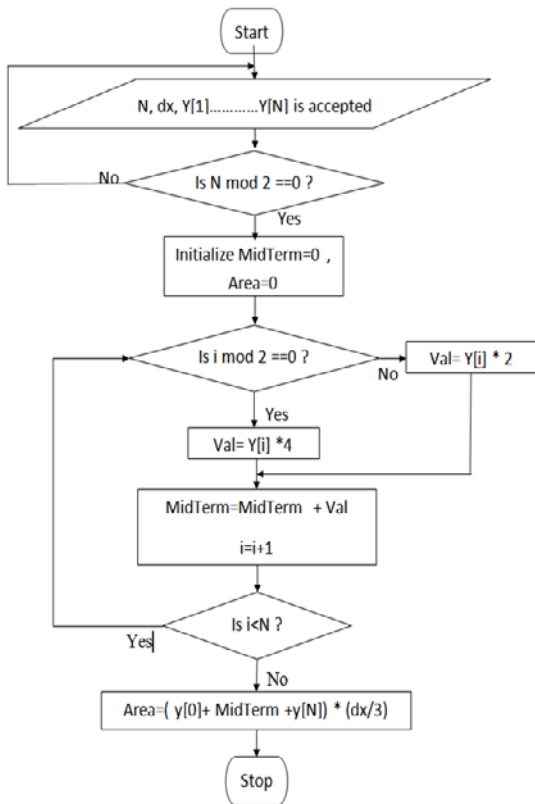 Start
N, dx, Y[1]............Y[N] is accepted
Is N mod 2 ==0 ?
No
Yes
Initialize MidTerm=0 ,
Area=0
Is i mod 2 ==0 ?
No
Val= Y[i] * 2
Yes
Val= Y[i] *4
MidTerm=MidTerm + Val
i=i+1
Is i<N ?
Yes
No
Area=( y[0]+ MidTerm +y[N]) * (dx/3)
Stop